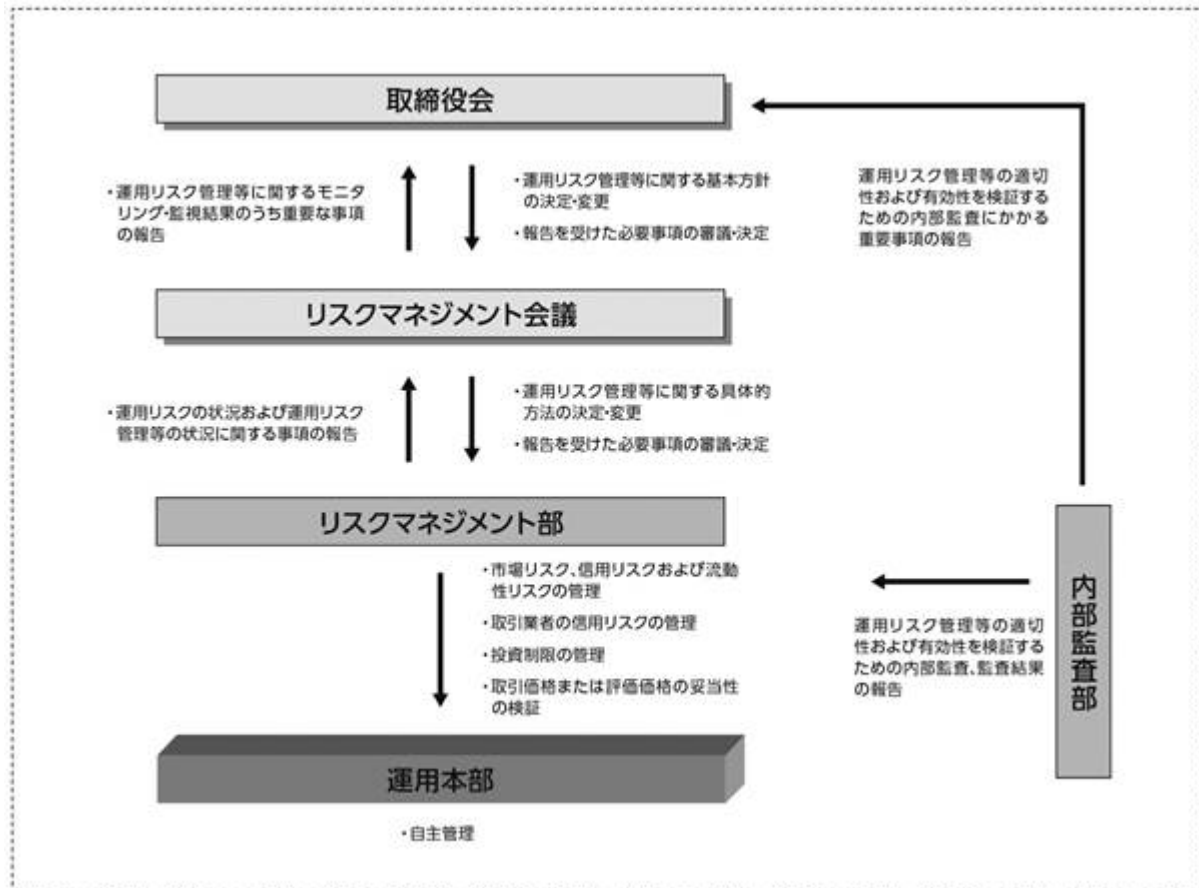 取締役会
・運用リスク管理等に関するモニタ
リング・監視結果のうち重要な事項
の報告
・運用リスク管理等に関する基本方針
の決定・変更
・報告を受けた必要事項の審議・決定
運用リスク管理等の適切
性および有効性を検証する
ための内部監査にかかる
重要事項の報告
リスクマネジメント会議
・運用リスクの状況および運用リスク
管理等の状況に関する事項の報告
・運用リスク管理等に関する具体的
方法の決定・変更
・報告を受けた必要事項の審議・決定
リスクマネジメント部
・市場リスク、信用リスクおよび流動
性リスクの管理
・取引業者の信用リスクの管理
・投資制限の管理
・取引価格または評価価格の妥当性
の検証
運用リスク管理等の適切
性および有効性を検証する
ための内部監査、監査結果
の報告
内部監査部
運用本部
・自主管理